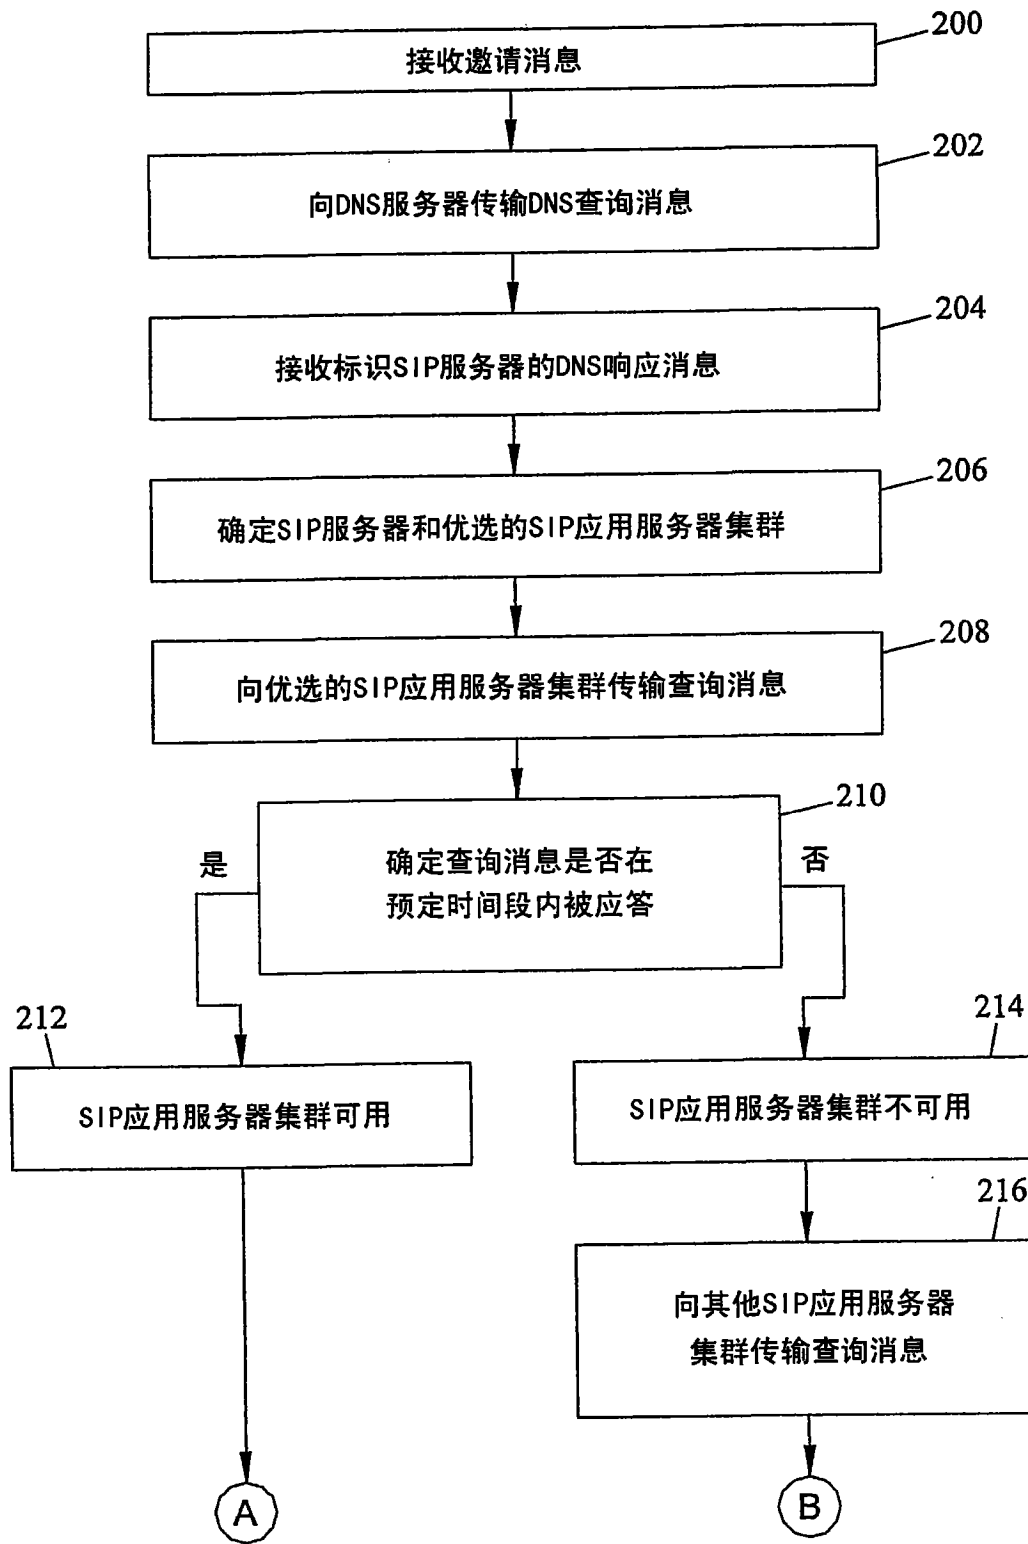 200
接收邀请消息
202
向DNS服务器传输DNS查询消息
204
接收标识SIP服务器的DNS响应消息
206
确定SIP服务器和优选的SIP应用服务器集群
208
向优选的SIP应用服务器集群传输查询消息
210
确定查询消息是否在
预定时间段内被应答
是
否
212
SIP应用服务器集群可用
214
SIP应用服务器集群不可用
216
向其他SIP应用服务器
集群传输查询消息
A
B